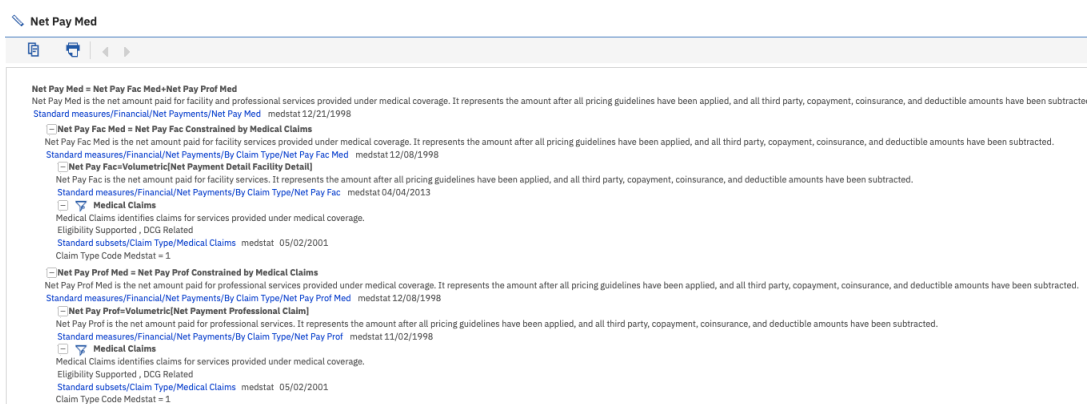 Net Pay Med
Net Pay Med = Net Pay Fac Med+Net Pay Prof Med
Net Pay Med is the net amount paid for facility and professional services provided under medical coverage. It represents the amount after all pricing guidelines have been applied, and all third party, copayment, coinsurance, and deductible amounts have been subtracte
Standard measures/Financial/Net Payments/Net Pay Med medstat 12/21/1998
Net Pay Fac Med = Net Pay Fac Constrained by Medical Claims
Net Pay Fac Med is the net amount paid for facility services provided under medical coverage. It represents the amount after all pricing guidelines have been applied, and all third party, copayment, coinsurance, and deductible amounts have been subtracted.
Standard measures/Financial/Net Payments/By Claim Type/Net Pay Fac Med medstat 12/08/1998
Net Pay Fac=Volumetric[Net Payment Detail Facility Detail]
Net Pay Fac is the net amount paid for facility services. It represents the amount after all pricing guidelines have been applied, and all third party, copayment, coinsurance, and deductible amounts have been subtracted.
Standard measures/Financial/Net Payments/By Claim Type/Net Pay Fac medstat 04/04/2013
Medical Claims
Medical Claims identifies claims for services provided under medical coverage.
Eligibility Supported , DCG Related
Standard subsets/Claim Type/Medical Claims medstat 05/02/2001
Claim Type Code Medstat = 1
Net Pay Prof Med = Net Pay Prof Constrained by Medical Claims
Net Pay Prof Med is the net amount paid for professional services provided under medical coverage. It represents the amount after all pricing guidelines have been applied, and all third party, copayment, coinsurance, and deductible amounts have been subtracted.
Standard measures/Financial/Net Payments/By Claim Type/Net Pay Prof Med medstat 12/08/1998
Net Pay Prof=Volumetric[Net Payment Professional Claim]
Net Pay Prof is the net amount paid for professional services. It represents the amount after all pricing guidelines have been applied, and all third party, copayment, coinsurance, and deductible amounts have been subtracted.
Standard measures/Financial/Net Payments/By Claim Type/Net Pay Prof medstat 11/02/1998
Medical Claims
Medical Claims identifies claims for services provided under medical coverage.
Eligibility Supported , DCG Related
Standard subsets/Claim Type/Medical Claims medstat 05/02/2001
Claim Type Code Medstat = 1